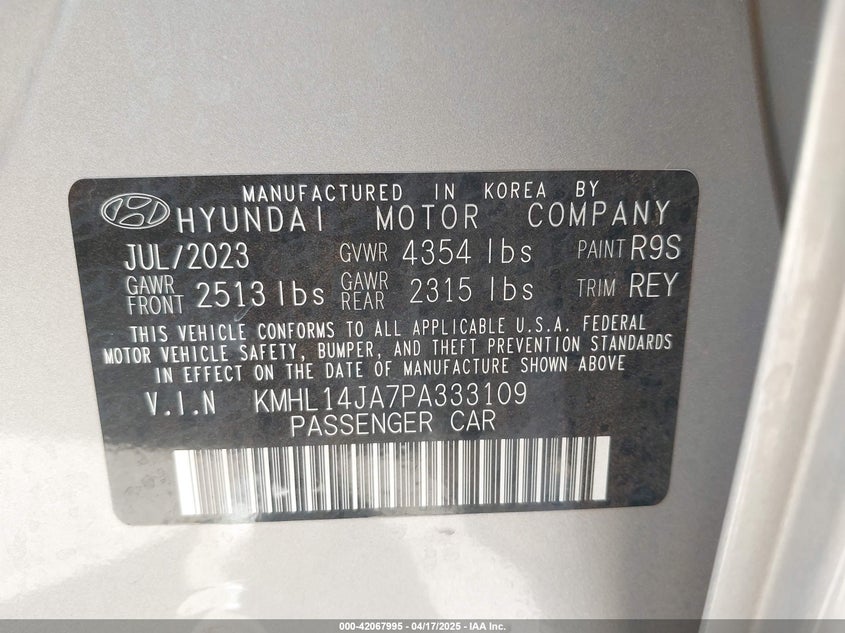 MANUFACTURED IN KOREA BY
HYUNDAI MOTOR COMPANY
JUL/2023 GVWR 4354 lbs PAINT R9S
GAWR FRONT 2513 lbs GAWR REAR 2315 lbs TRIM REY
THIS VEHICLE CONFORMS TO ALL APPLICABLE U.S.A. FEDERAL
MOTOR VEHICLE SAFETY, BUMPER, AND THEFT PREVENTION STANDARDS
IN EFFECT ON THE DATE OF MANUFACTURE SHOWN ABOVE
V.I.N KMHL14JA7PA333109
PASSENGER CAR
000-42067995 - 04/17/2025 - IAA Inc.